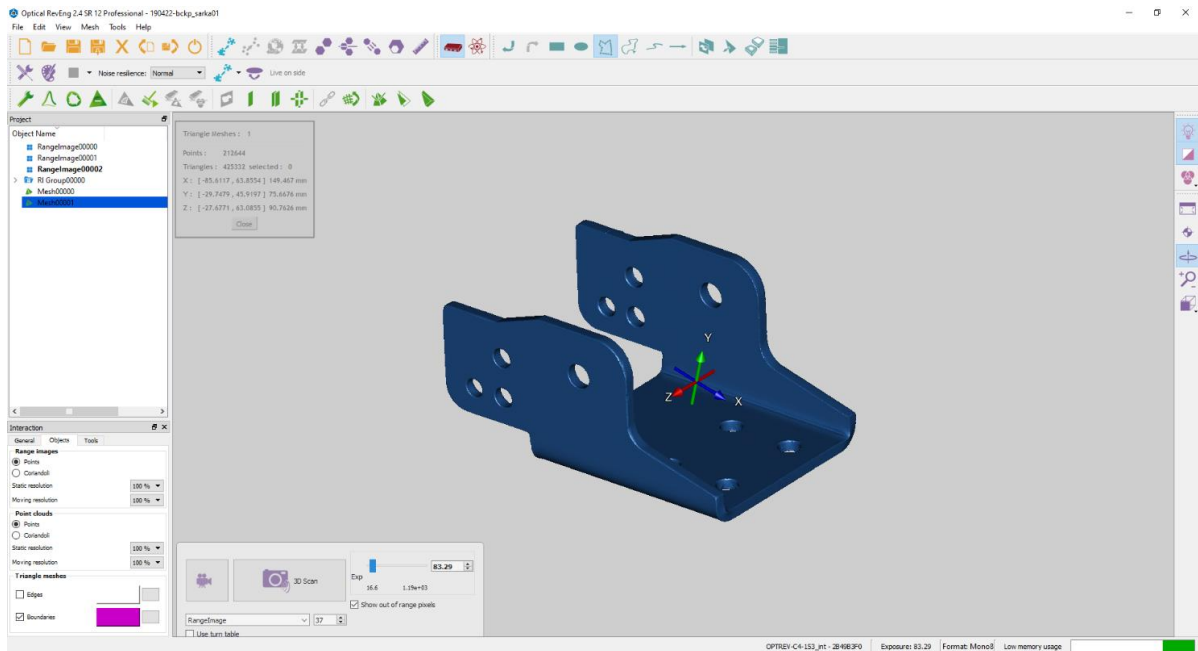 Optical RevEng 2.4 SR 12 Professional - 190422-bckp_sarka01
File Edit View Mesh Tools Help
Noise resilience: Normal Live on side
Project
Object Name
RangeImage00000
RangeImage00001
RangeImage00002
RI Group00000
Mesh00000
Mesh00001
Triangle Meshes : 1
Points : 212644
Triangles : 425332 selected : 0
X : [ -85.6117 , 63.8554 ] 149.467 mm
Y : [ -29.7479 , 45.9197 ] 75.6676 mm
Z : [ -27.6771 , 63.0855 ] 90.7626 mm
Close
Y
Z
X
Interaction
General Objects Tools
Range images
Points
Coriandoli
Static resolution 100 %
Moving resolution 100 %
Point clouds
Points
Coriandoli
Static resolution 100 %
Moving resolution 100 %
Triangle meshes
Edges
Boundaries
3D Scan
Exp 83.29
16.6 1.19e+03
Show out of range pixels
RangeImage 37
Use turn table
OPTREV-C4-153_int - 2B49B3F0 Exposure: 83.29 Format: Mono8 Low memory usage